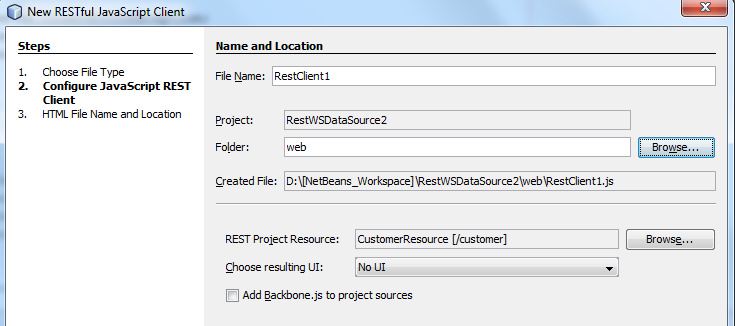 New RESTful JavaScript Client
Steps
1. Choose File Type
2. Configure JavaScript REST
Client
3. HTML File Name and Location
Name and Location
File Name: RestClient1
Project: RestWSDataSource2
Folder: web Browse...
Created File: D:\[NetBeans_Workspace]\RestWSDataSource2\web\RestClient1.js
REST Project Resource: CustomerResource [/customer] Browse...
Choose resulting UI: No UI
Add Backbone.js to project sources